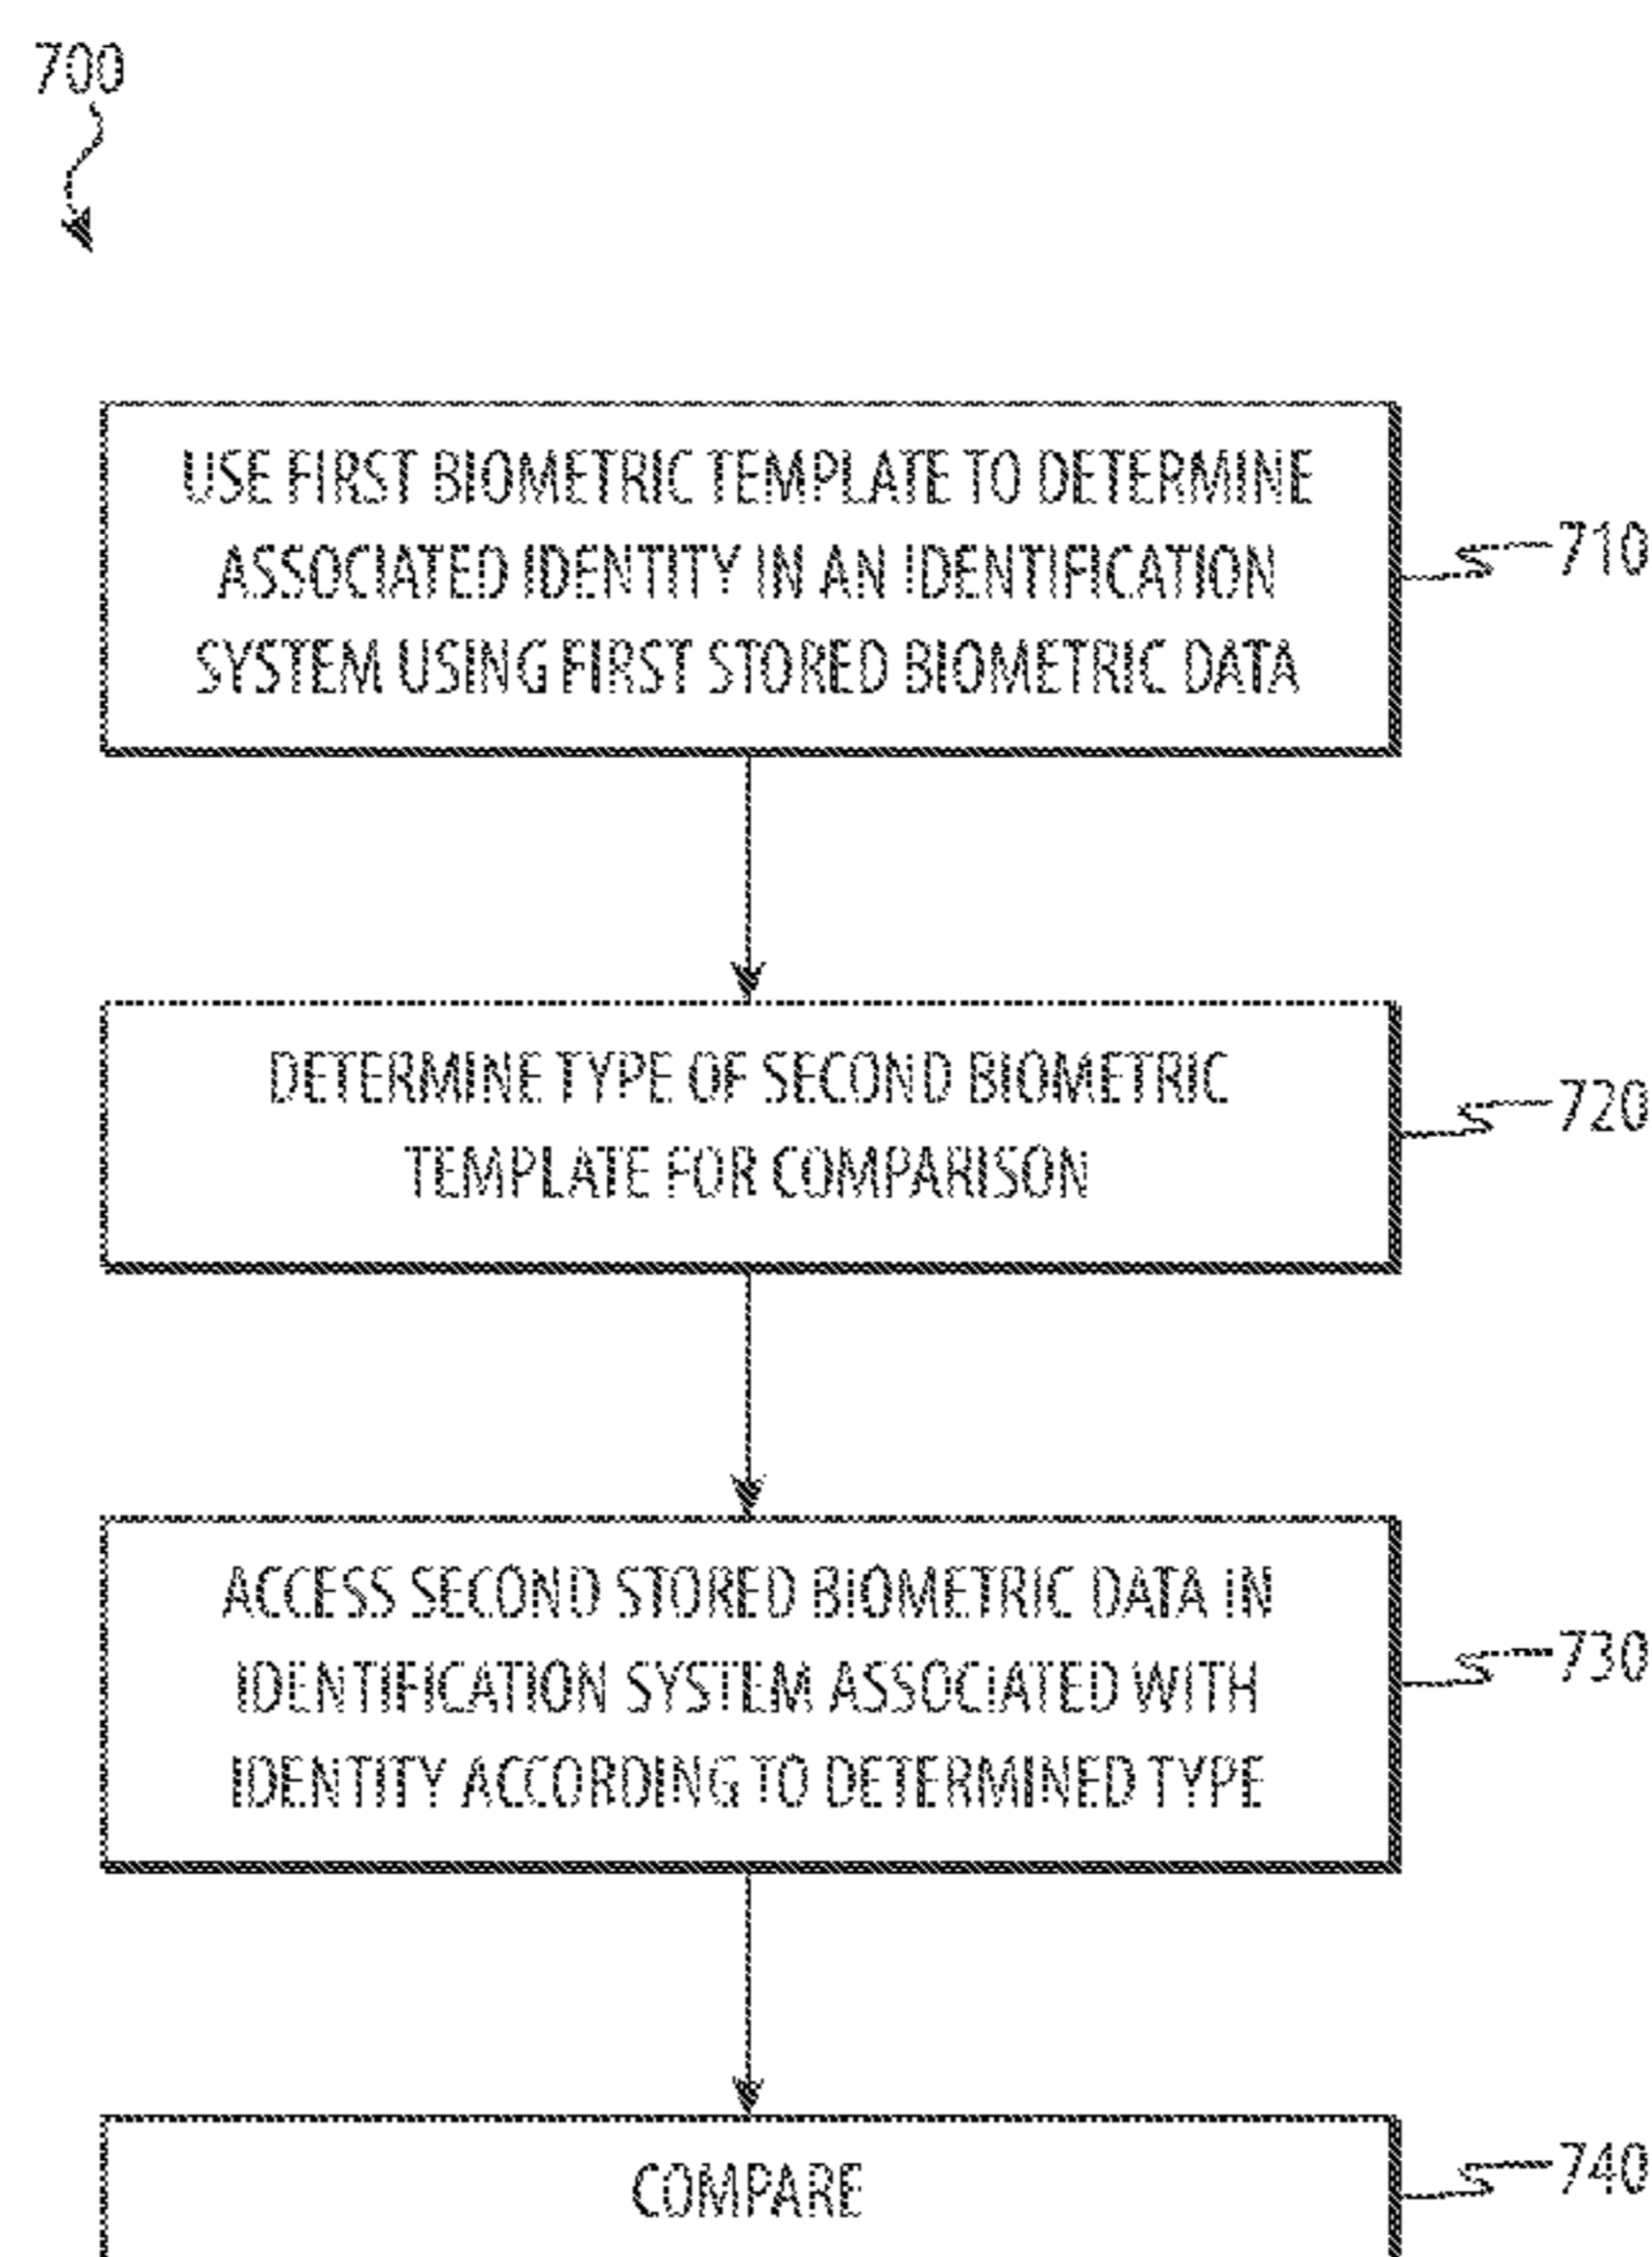 700
USE FIRST BIOMETRIC TEMPLATE TO DETERMINE
ASSOCIATED IDENTITY IN AN IDENTIFICATION
SYSTEM USING FIRST STORED BIOMETRIC DATA
710
DETERMINE TYPE OF SECOND BIOMETRIC
TEMPLATE FOR COMPARISON
720
ACCESS SECOND STORED BIOMETRIC DATA IN
IDENTIFICATION SYSTEM ASSOCIATED WITH
IDENTITY ACCORDING TO DETERMINED TYPE
730
COMPARE
740